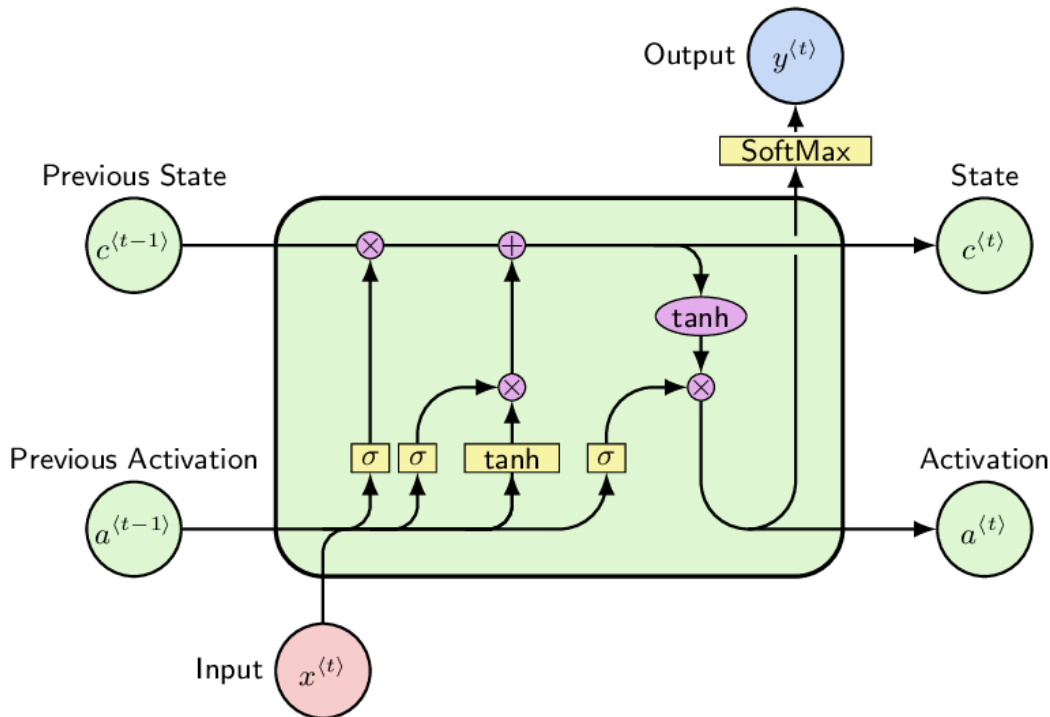 Output
y⟨t⟩
SoftMax
Previous State
State
c⟨t−1⟩
×
+
c⟨t⟩
tanh
×
×
Previous Activation
σ
σ
tanh
σ
Activation
a⟨t−1⟩
a⟨t⟩
Input
x⟨t⟩